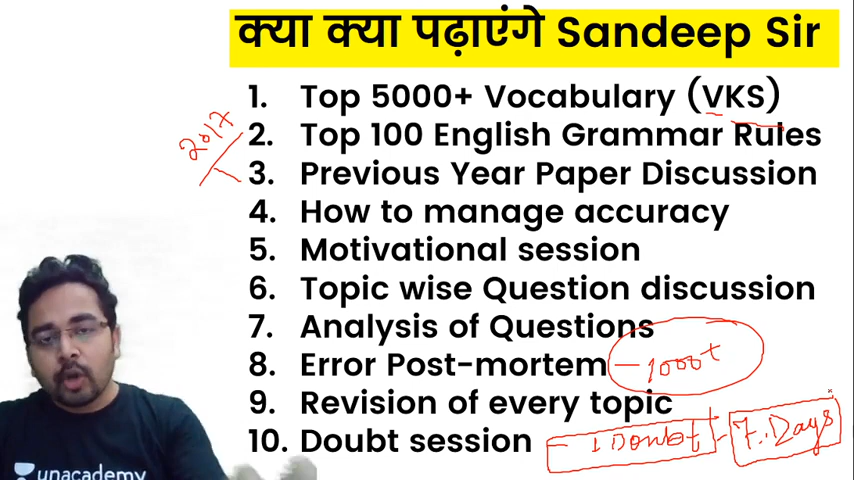 क्या क्या पढ़ाएंगे Sandeep Sir
1. Top 5000+ Vocabulary (VKS)
2. Top 100 English Grammar Rules
2017
3. Previous Year Paper Discussion
4. How to manage accuracy
5. Motivational session
6. Topic wise Question discussion
7. Analysis of Questions
8. Error Post-mortem – 1000+
9. Revision of every topic
10. Doubt session – 1 Doubt - 7. Days
unacademy